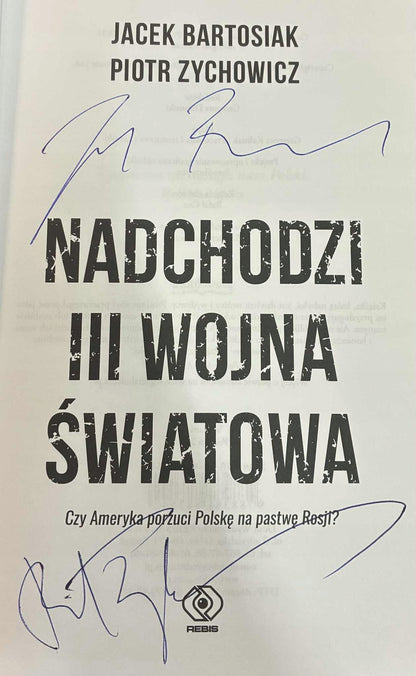 JACEK BARTOSIAK
PIOTR ZYCHOWICZ
NADCHODZI
III WOJNA
ŚWIATOWA
Czy Ameryka porzuci Polskę na pastwę Rosji?
REBIS